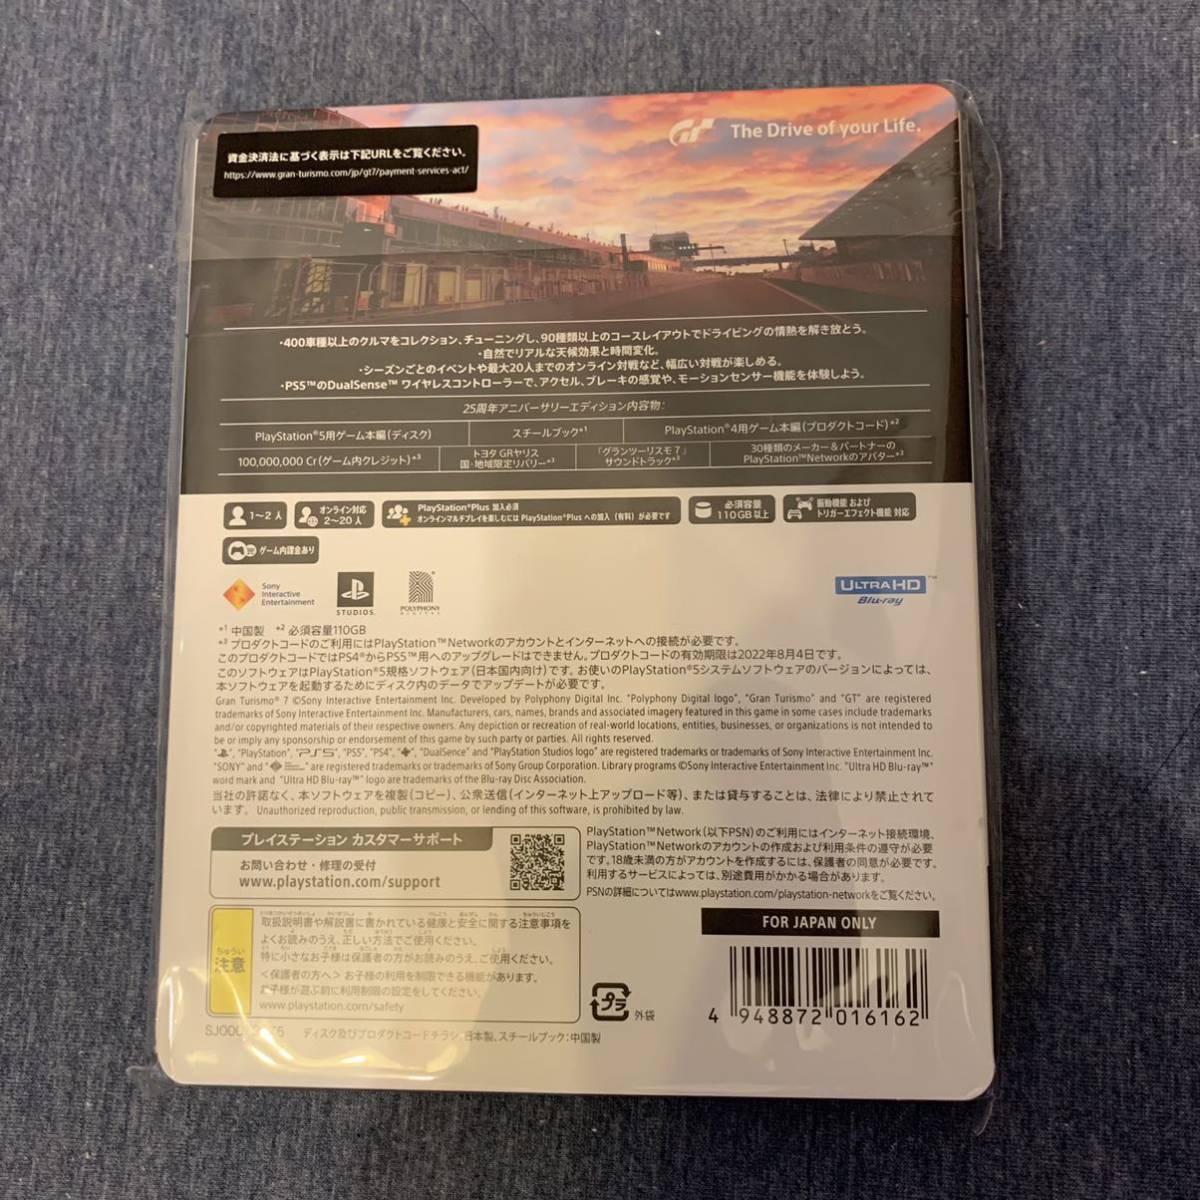 資金決済法に基づく表示は下記URLをご覧ください。
https://www.gran-turismo.com/jp/gt7/payment-services-act/
The Drive of your Life.
・400車種以上のクルマをコレクション、チューニングし、90種類以上のコースレイアウトでドライビングの情熱を解き放とう。
・自然でリアルな天候効果と時間変化。
・シーズンごとのイベントや最大20人までのオンライン対戦など、幅広い対戦が楽しめる。
・PS5™のDualSense™ ワイヤレスコントローラーで、アクセル、ブレーキの感覚や、モーションセンサー機能を体験しよう。
25周年アニバーサリーエディション内容物:
PlayStation®5用ゲーム本編(ディスク)
スチールブック*1
PlayStation®4用ゲーム本編(プロダクトコード)*2
100,000,000 Cr(ゲーム内クレジット)*3
トヨタ GRヤリス
国・地域限定リバリー*3
「グランツーリスモ 7」
サウンドトラック*3
30種類のメーカー&パートナーの
PlayStation™Networkのアバター*3
1~2 人
オンライン対応
2~20人
PlayStation®Plus 加入必須
オンラインマルチプレイを楽しむには PlayStation®Plus への加入(有料)が必要です
必須容量
110GB以上
振動機能 および
トリガーエフェクト機能 対応
ゲーム内課金あり
Sony
Interactive
Entertainment
STUDIOS
POLYPHONY
DIGITAL
ULTRA HD™
Blu-ray
*1 中国製 *2 必須容量110GB
*3 プロダクトコードのご利用にはPlayStation™Networkのアカウントとインターネットへの接続が必要です。
このプロダクトコードではPS4®からPS5™用へのアップグレードはできません。プロダクトコードの有効期限は2022年8月4日です。
このソフトウェアはPlayStation®5規格ソフトウェア(日本国内向け)です。お使いのPlayStation®5システムソフトウェアのバージョンによっては、
本ソフトウェアを起動するためにディスク内のデータでアップデートが必要です。
Gran Turismo® 7 ©Sony Interactive Entertainment Inc. Developed by Polyphony Digital Inc. "Polyphony Digital logo", "Gran Turismo" and "GT" are registered
trademarks of Sony Interactive Entertainment Inc. Manufacturers, cars, names, brands and associated imagery featured in this game in some cases include trademarks
and/or copyrighted materials of their respective owners. Any depiction or recreation of real-world locations, entities, businesses, or organizations is not intended to
be or imply any sponsorship or endorsement of this game by such party or parties. All rights reserved.
" ", "PlayStation", "PS5", "PS5", "PS4", " ", "DualSence" and "PlayStation Studios logo" are registered trademarks or trademarks of Sony Interactive Entertainment Inc.
"SONY" and " " are registered trademarks or trademarks of Sony Group Corporation. Library programs ©Sony Interactive Entertainment Inc. "Ultra HD Blu-ray™"
word mark and "Ultra HD Blu-ray™" logo are trademarks of the Blu-ray Disc Association.
当社の許諾なく、本ソフトウェアを複製(コピー)、公衆送信(インターネット上アップロード等)、または貸与することは、法律により禁止されて
います。 Unauthorized reproduction, public transmission, or lending of this software, is prohibited by law.
プレイステーション カスタマーサポート
お問い合わせ・修理の受付
www.playstation.com/support
PlayStation™Network(以下PSN)のご利用にはインターネット接続環境、
PlayStation™Networkのアカウントの作成および利用条件の遵守が必要
です。18歳未満の方がアカウントを作成するには、保護者の同意が必要です。
利用するサービスによっては、別途費用がかかる場合があります。
PSNの詳細についてはwww.playstation.com/playstation-networkをご覧ください。
ちゅうい
注意
取扱説明書や解説書に書かれている健康と安全に関する注意事項を
よくお読みのうえ、正しい方法でご使用ください。
特に小さなお子様は保護者の方がお読みのうえ、ご使用ください。
<保護者の方へ> お子様の利用を制限できる機能があります。
お子様が遊ぶ前に利用制限の設定をしてください。
www.playstation.com/safety
プラ
外袋
FOR JAPAN ONLY
4 948872 016162
ディスク及びプロダクトコードチラシ:日本製、スチールブック:中国製